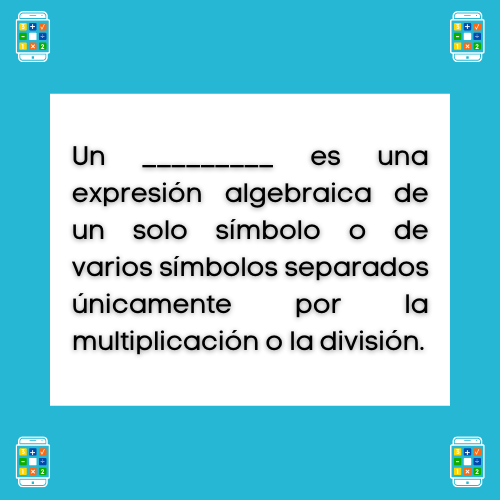 Un _________ es una
expresión algebraica de
un solo símbolo o de
varios símbolos separados
únicamente por la
multiplicación o la división.